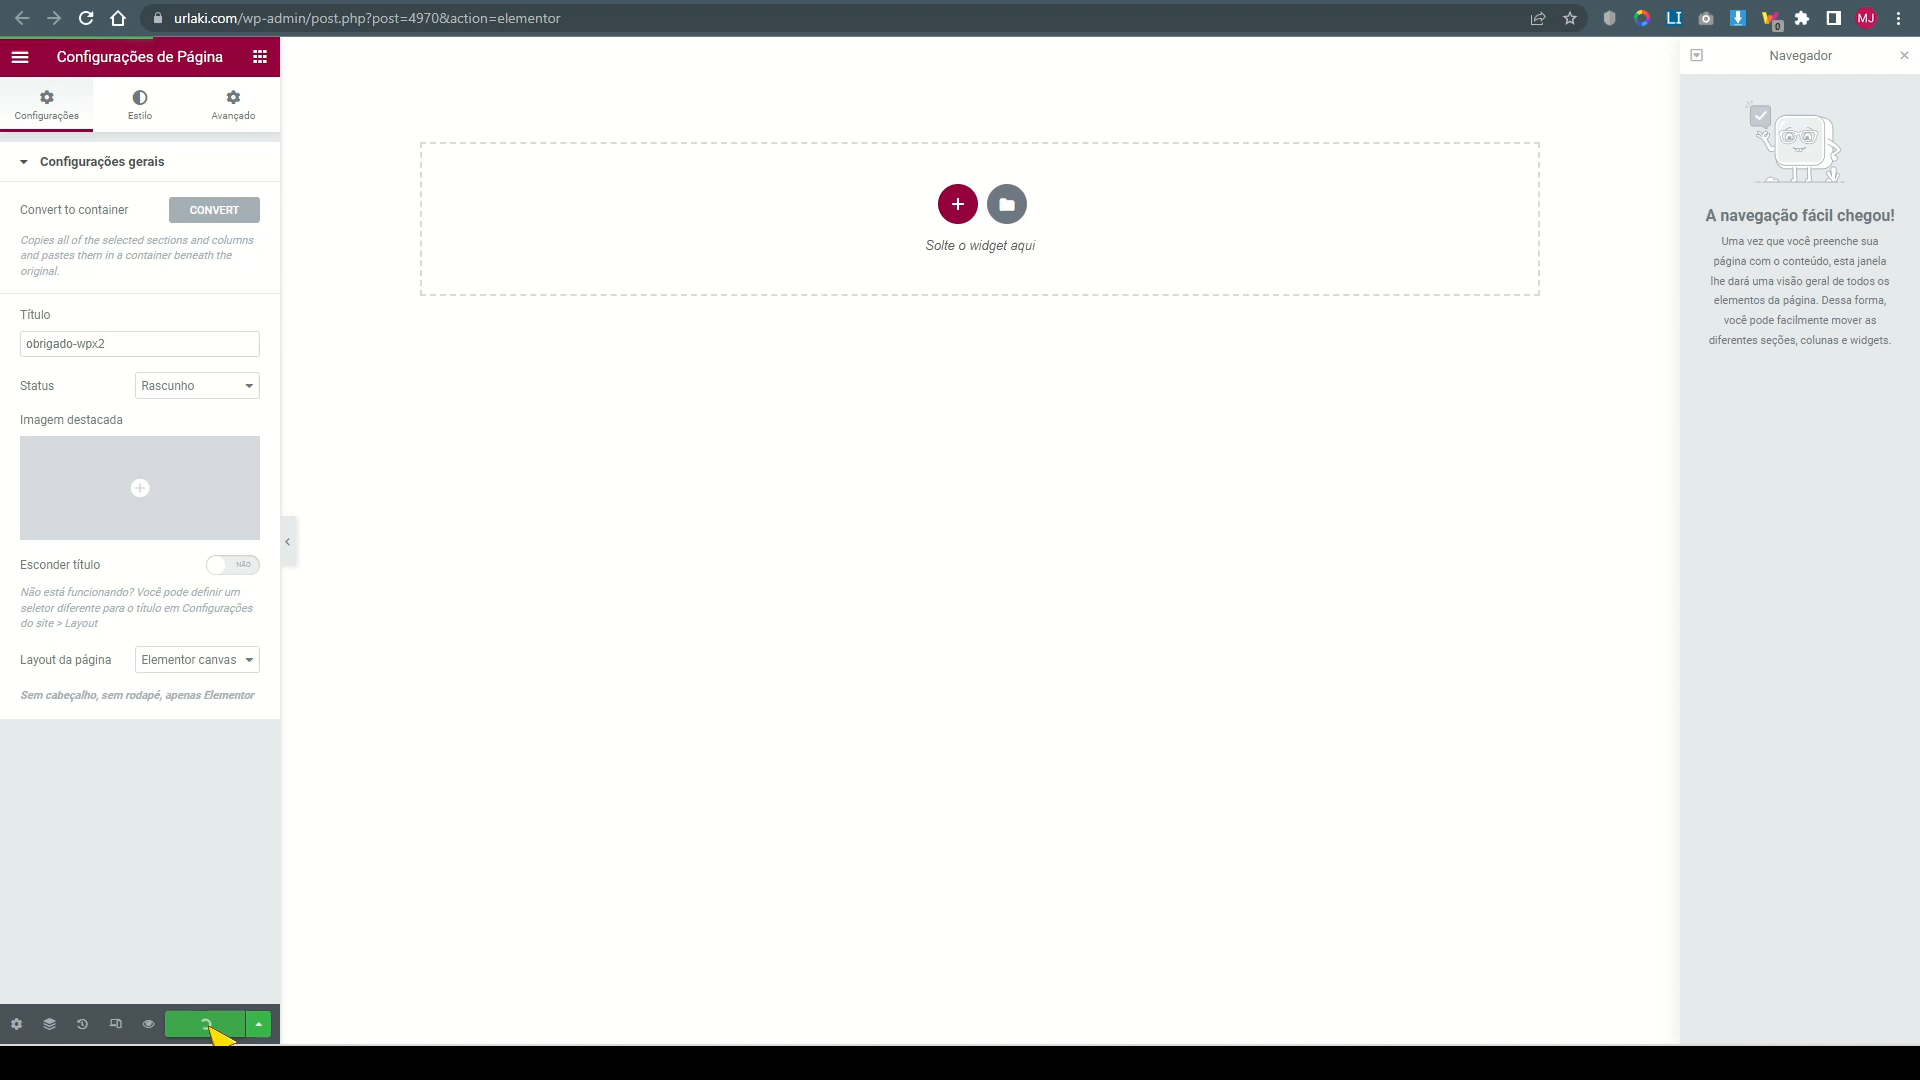 urlaki.com/wp-admin/post.php?post=4970&action=elementor
LI
0
MJ
Configurações de Página
Navegador
Configurações
Estilo
Avançado
Configurações gerais
Convert to container
CONVERT
Copies all of the selected sections and columns
and pastes them in a container beneath the
original.
Título
obrigado-wpx2
Status
Rascunho
Imagem destacada
Esconder título
NÃO
Não está funcionando? Você pode definir um
seletor diferente para o título em Configurações
do site > Layout
Layout da página
Elementor canvas
Sem cabeçalho, sem rodapé, apenas Elementor
Solte o widget aqui
A navegação fácil chegou!
Uma vez que você preenche sua
página com o conteúdo, esta janela
lhe dará uma visão geral de todos os
elementos da página. Dessa forma,
você pode facilmente mover as
diferentes seções, colunas e widgets.